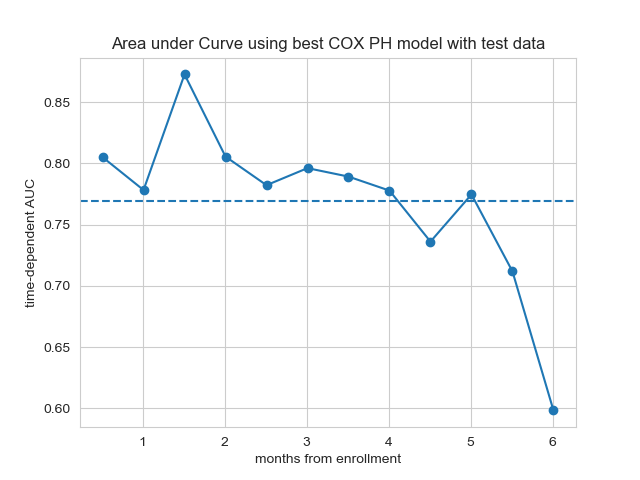 Area under Curve using best COX PH model with test data
time-dependent AUC
0.85
0.80
0.75
0.70
0.65
0.60
1 2 3 4 5 6
months from enrollment